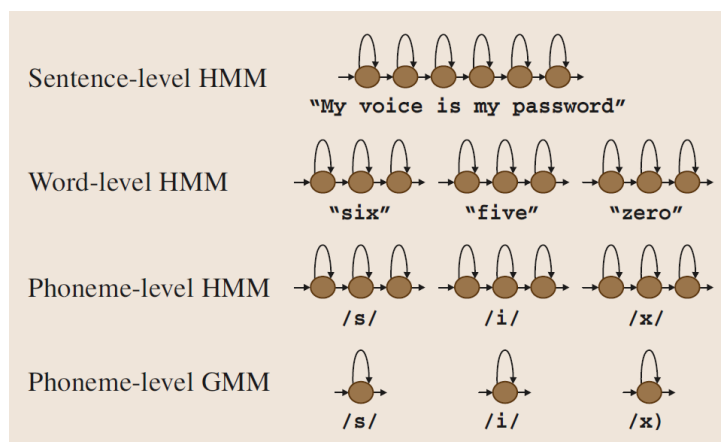 Sentence-level HMM
"My voice is my password"
Word-level HMM
"six" "five" "zero"
Phoneme-level HMM
/s/ /i/ /x/
Phoneme-level GMM
/s/ /i/ /x)